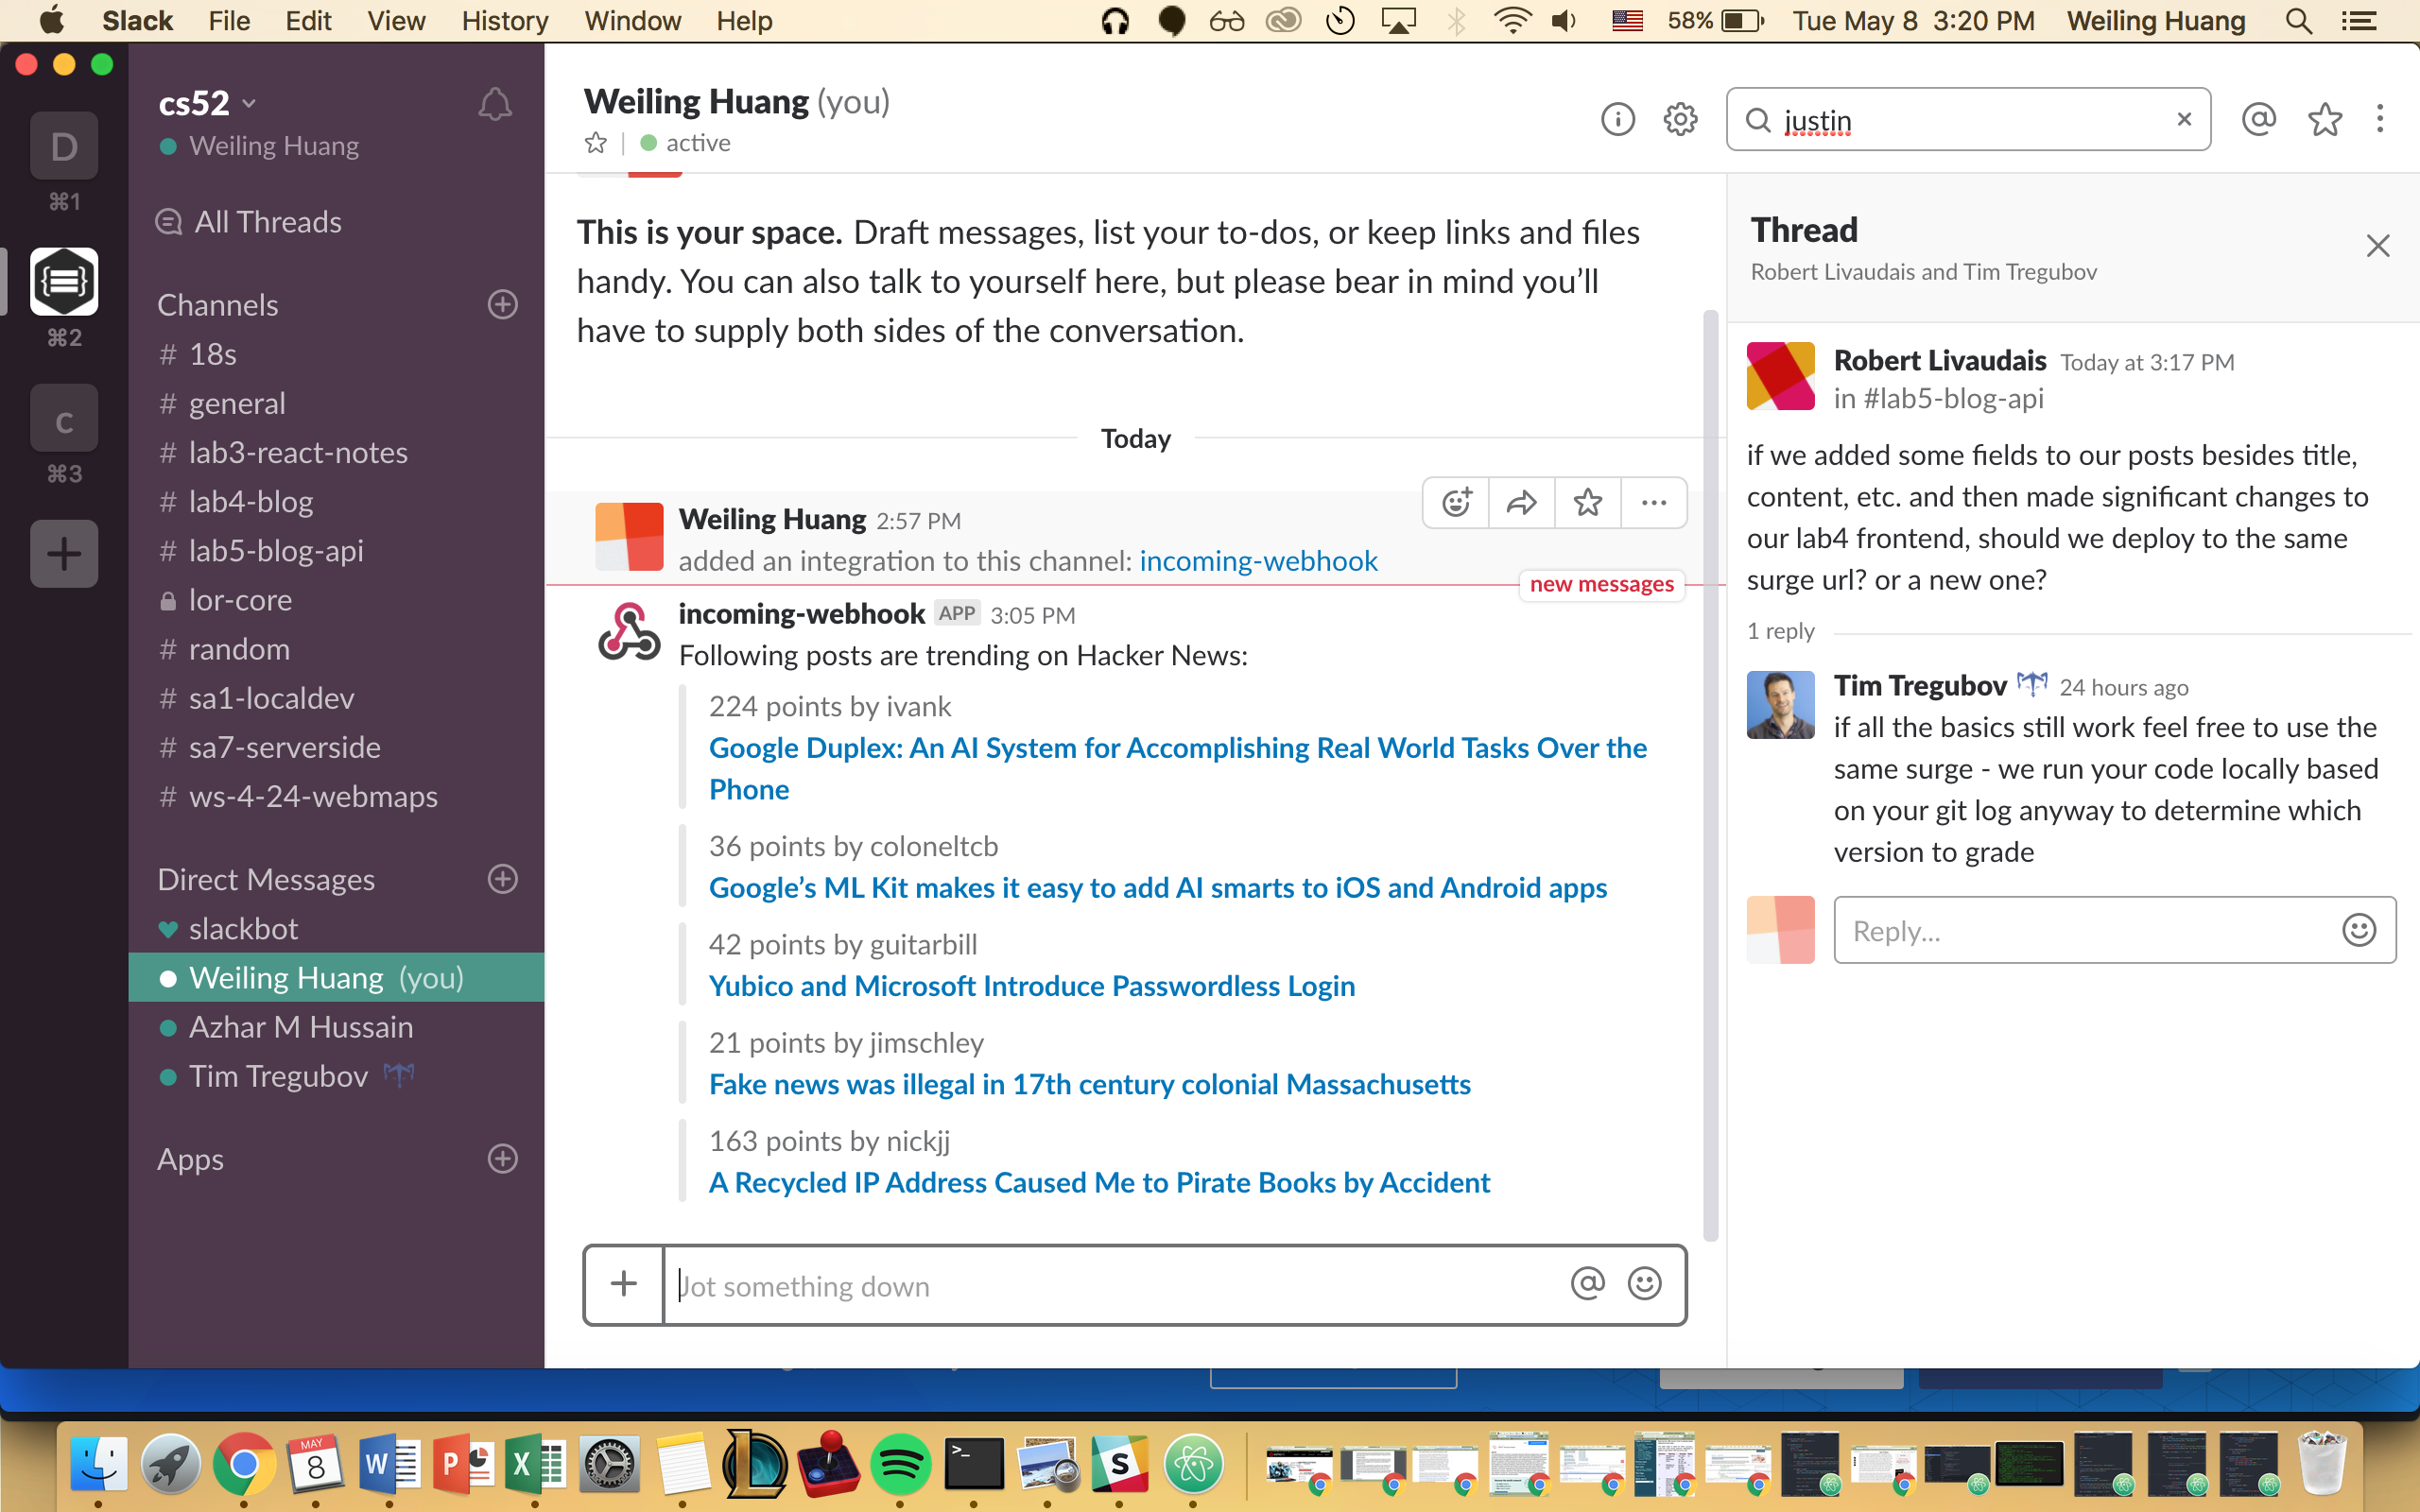 Slack File Edit View History Window Help 58% Tue May 8 3:20 PM Weiling Huang
D
⌘1
⌘2
c
⌘3
cs52
Weiling Huang
All Threads
Channels
# 18s
# general
# lab3-react-notes
# lab4-blog
# lab5-blog-api
lor-core
# random
# sa1-localdev
# sa7-serverside
# ws-4-24-webmaps
Direct Messages
slackbot
Weiling Huang (you)
Azhar M Hussain
Tim Tregubov
Apps
Weiling Huang (you)
active
justin
This is your space. Draft messages, list your to-dos, or keep links and files
handy. You can also talk to yourself here, but please bear in mind you’ll
have to supply both sides of the conversation.
Today
Weiling Huang 2:57 PM
added an integration to this channel: incoming-webhook
new messages
incoming-webhook APP 3:05 PM
Following posts are trending on Hacker News:
224 points by ivank
Google Duplex: An AI System for Accomplishing Real World Tasks Over the
Phone
36 points by coloneltcb
Google’s ML Kit makes it easy to add AI smarts to iOS and Android apps
42 points by guitarbill
Yubico and Microsoft Introduce Passwordless Login
21 points by jimschley
Fake news was illegal in 17th century colonial Massachusetts
163 points by nickjj
A Recycled IP Address Caused Me to Pirate Books by Accident
Jot something down
Thread
Robert Livaudais and Tim Tregubov
Robert Livaudais Today at 3:17 PM
in #lab5-blog-api
if we added some fields to our posts besides title,
content, etc. and then made significant changes to
our lab4 frontend, should we deploy to the same
surge url? or a new one?
1 reply
Tim Tregubov 24 hours ago
if all the basics still work feel free to use the
same surge - we run your code locally based
on your git log anyway to determine which
version to grade
Reply...
MAY
8
W
P
X
>_
S